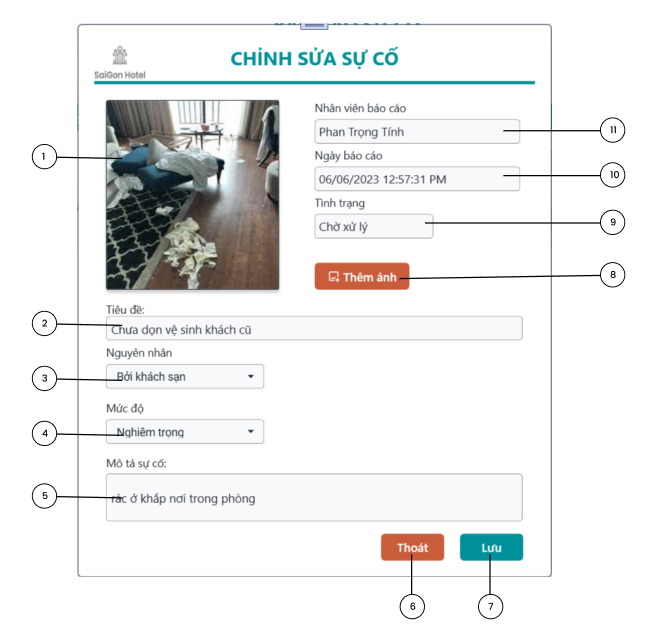 SaiGon Hotel
CHỈNH SỬA SỰ CỐ
Nhân viên báo cáo
Phan Trọng Tính
11
1
Ngày báo cáo
06/06/2023 12:57:31 PM
10
Tình trạng
Chờ xử lý
9
Thêm ảnh
8
Tiêu đề:
2
Chưa dọn vệ sinh khách cũ
Nguyên nhân
3
Bởi khách sạn
Mức độ
4
Nghiêm trọng
Mô tả sự cố:
5
rác ở khắp nơi trong phòng
Thoát
Lưu
6
7